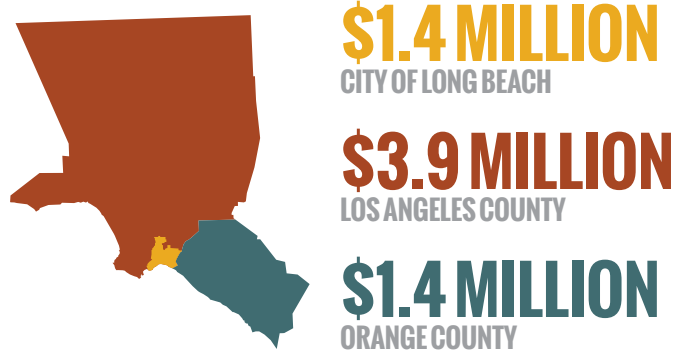 $1.4 MILLION
CITY OF LONG BEACH
$3.9 MILLION
LOS ANGELES COUNTY
$1.4 MILLION
ORANGE COUNTY